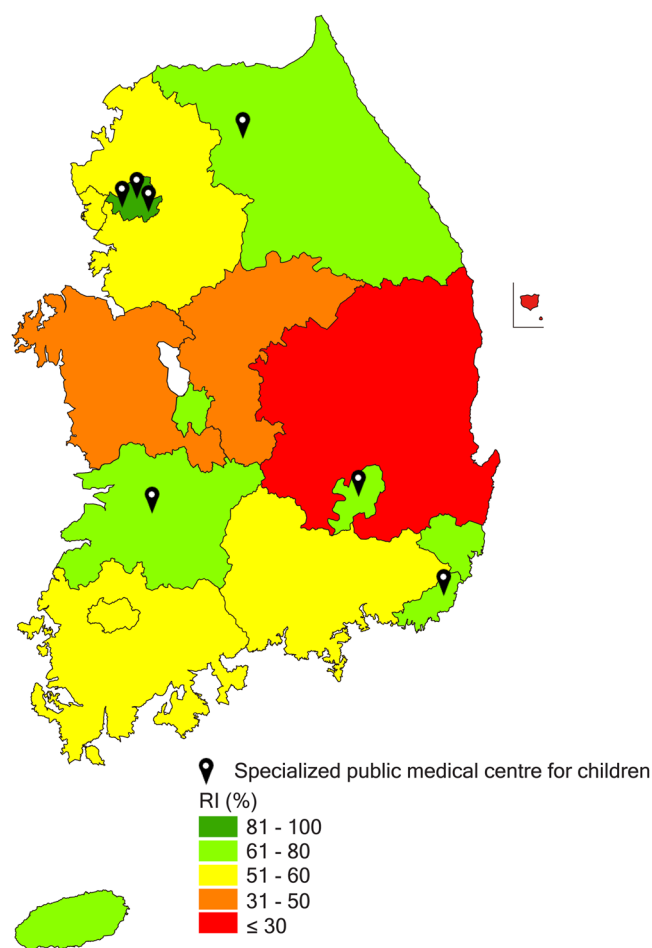 Specialized public medical centre for children
RI (%)
81 - 100
61 - 80
51 - 60
31 - 50
≤ 30